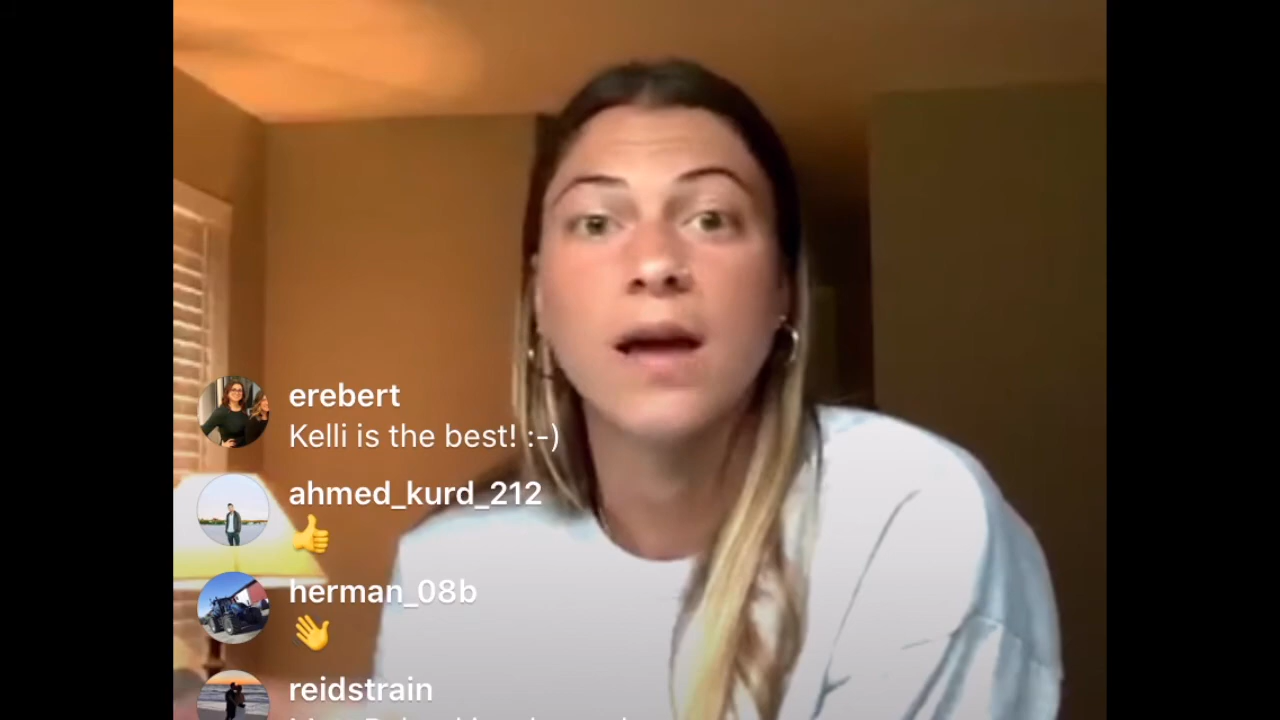 erebert
Kelli is the best! :-)
ahmed_kurd_212
👍
herman_08b
👋
reidstrain